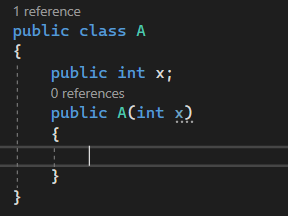 1 reference
public class A
{
public int x;
0 references
public A(int x)
{
}
}